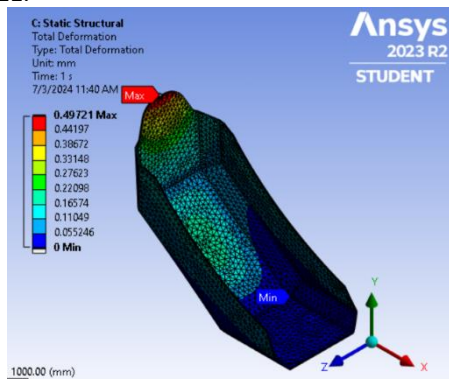 C: Static Structural
Total Deformation
Type: Total Deformation
Unit: mm
Time: 1 s
7/3/2024 11:40 AM
Ansys
2023 R2
STUDENT
Max
0.49721 Max
0.44197
0.38672
0.33148
0.27623
0.22098
0.16574
0.11049
0.055246
0 Min
Min
Y
Z
X
1000.00 (mm)